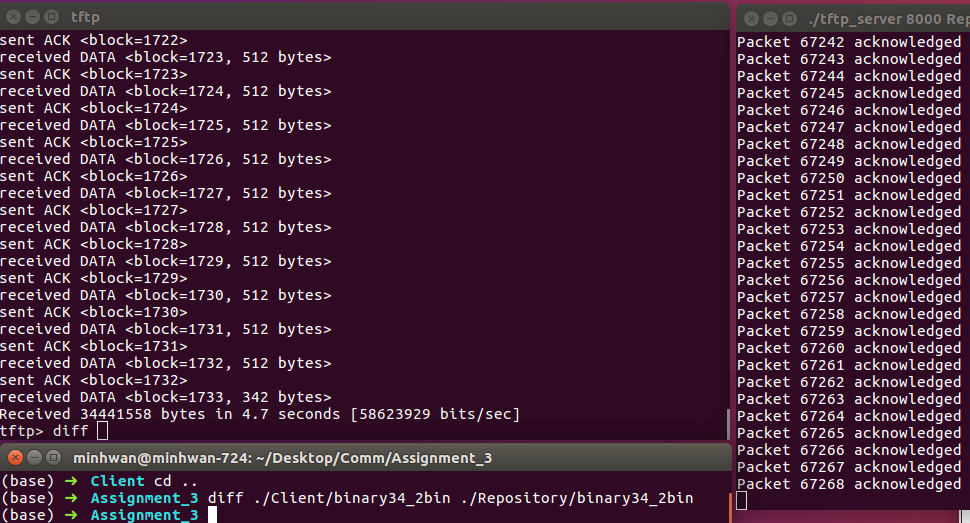 tftp
sent ACK <block=1722>
received DATA <block=1723, 512 bytes>
sent ACK <block=1723>
received DATA <block=1724, 512 bytes>
sent ACK <block=1724>
received DATA <block=1725, 512 bytes>
sent ACK <block=1725>
received DATA <block=1726, 512 bytes>
sent ACK <block=1726>
received DATA <block=1727, 512 bytes>
sent ACK <block=1727>
received DATA <block=1728, 512 bytes>
sent ACK <block=1728>
received DATA <block=1729, 512 bytes>
sent ACK <block=1729>
received DATA <block=1730, 512 bytes>
sent ACK <block=1730>
received DATA <block=1731, 512 bytes>
sent ACK <block=1731>
received DATA <block=1732, 512 bytes>
sent ACK <block=1732>
received DATA <block=1733, 342 bytes>
Received 34441558 bytes in 4.7 seconds [58623929 bits/sec]
tftp> diff
./tftp_server 8000 Rep
Packet 67242 acknowledged
Packet 67243 acknowledged
Packet 67244 acknowledged
Packet 67245 acknowledged
Packet 67246 acknowledged
Packet 67247 acknowledged
Packet 67248 acknowledged
Packet 67249 acknowledged
Packet 67250 acknowledged
Packet 67251 acknowledged
Packet 67252 acknowledged
Packet 67253 acknowledged
Packet 67254 acknowledged
Packet 67255 acknowledged
Packet 67256 acknowledged
Packet 67257 acknowledged
Packet 67258 acknowledged
Packet 67259 acknowledged
Packet 67260 acknowledged
Packet 67261 acknowledged
Packet 67262 acknowledged
Packet 67263 acknowledged
Packet 67264 acknowledged
Packet 67265 acknowledged
Packet 67266 acknowledged
Packet 67267 acknowledged
Packet 67268 acknowledged
minhwan@minhwan-724: ~/Desktop/Comm/Assignment_3
(base) ➜ Client cd ..
(base) ➜ Assignment_3 diff ./Client/binary34_2bin ./Repository/binary34_2bin
(base) ➜ Assignment_3